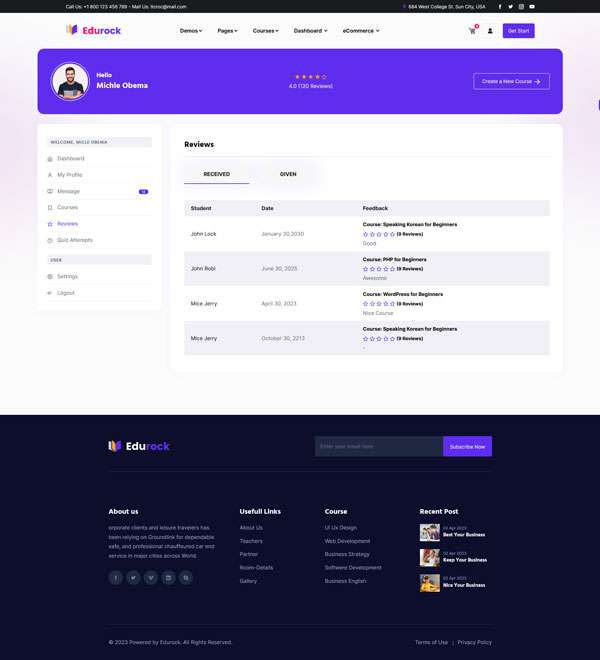 Call Us: +1 800 123 456 789 - Mail Us: Itcroc@mail.com
684 West College St. Sun City, USA
Edurock
Demos Pages Courses Dashboard eCommerce
Get Start
Hello
Michle Obema
4.0 (120 Reviews)
Create a New Course
WELCOME, MICLE OBEMA
Dashboard
My Profile
Message
Courses
Reviews
Quiz Attempts
USER
Settings
Logout
Reviews
RECEIVED GIVEN
Student Date Feedback
Course: Speaking Korean for Beginners
John Lock January 30,2030 (9 Reviews)
Good
Course: PHP for Beginners
John Robi June 30, 2025 (9 Reviews)
Awesome
Course: WordPress for Beginners
Mice Jerry April 30, 2023 (9 Reviews)
Nice Course
Course: Speaking Korean for Beginners
Mice Jerry October 30, 2213 (9 Reviews)
Edurock
Enter your email here
Subscribe Now
About us
orporate clients and leisure travelers has
been relying on Groundlink for dependable
safe, and professional chauffeured car end
service in major cities across World.
Usefull Links
About Us
Teachers
Partner
Room-Details
Gallery
Course
Ui Ux Design
Web Development
Business Strategy
Softwere Development
Business English
Recent Post
02 Apr 2023
Best Your Business
02 Apr 2023
Keep Your Business
02 Apr 2023
Nice Your Business
© 2023 Powered by Edurock. All Rights Reserved.
Terms of Use | Privacy Policy